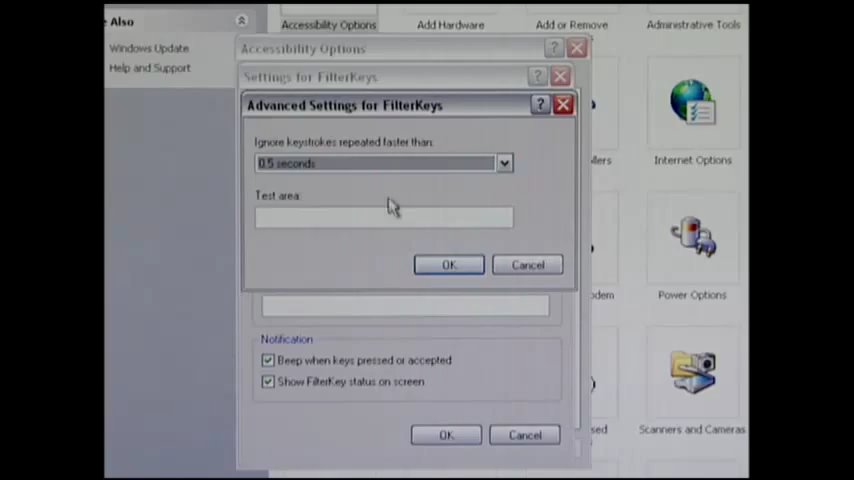 Also
Accessibility Options
Add Hardware
Add or Remove
Administrative Tools
Windows Update
Help and Support
Accessibility Options
Settings for FilterKeys
Advanced Settings for FilterKeys
Ignore keystrokes repeated faster than:
0.5 seconds
Test area:
OK
Cancel
Internet Options
Power Options
Notification
Beep when keys pressed or accepted
Show FilterKey status on screen
OK
Cancel
Scanners and Cameras